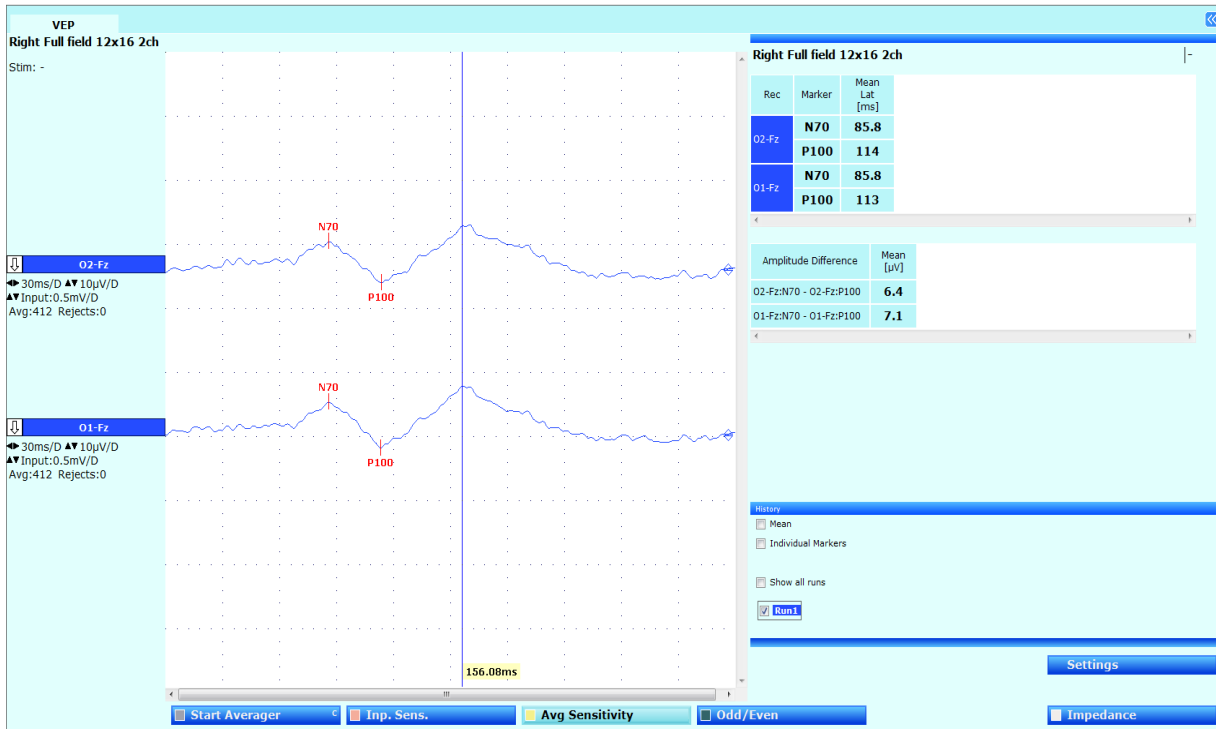 VEP
Right Full field 12x16 2ch
Stim: -
O2-Fz
30ms/D 10µV/D
Input:0.5mV/D
Avg:412 Rejects:0
O1-Fz
30ms/D 10µV/D
Input:0.5mV/D
Avg:412 Rejects:0
N70
P100
N70
P100
156.08ms
Right Full field 12x16 2ch -
Rec Marker Mean Lat [ms]
O2-Fz N70 85.8
P100 114
O1-Fz N70 85.8
P100 113
Amplitude Difference Mean [µV]
O2-Fz:N70 - O2-Fz:P100 6.4
O1-Fz:N70 - O1-Fz:P100 7.1
History
Mean
Individual Markers
Show all runs
Run1
Settings
Start Averager C Inp. Sens. Avg Sensitivity Odd/Even Impedance